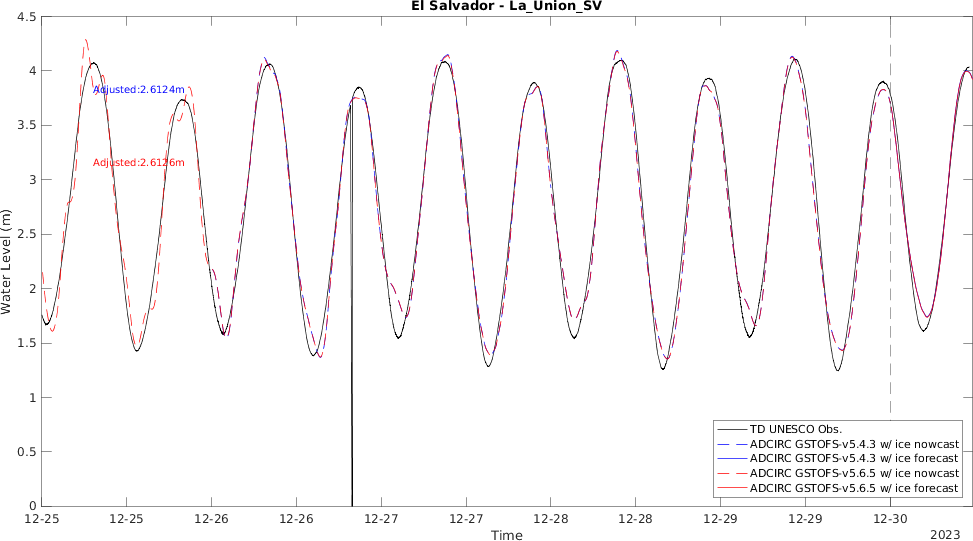 El Salvador - La_Union_SV
4.5
4
3.5
3
2.5
2
1.5
1
0.5
0
Water Level (m)
Adjusted:2.6124m
Adjusted:2.6126m
TD UNESCO Obs.
ADCIRC GSTOFS-v5.4.3 w/ ice nowcast
ADCIRC GSTOFS-v5.4.3 w/ ice forecast
ADCIRC GSTOFS-v5.6.5 w/ ice nowcast
ADCIRC GSTOFS-v5.6.5 w/ ice forecast
12-25 12-25 12-26 12-26 12-27 12-27 12-28 12-28 12-29 12-29 12-30
Time
2023